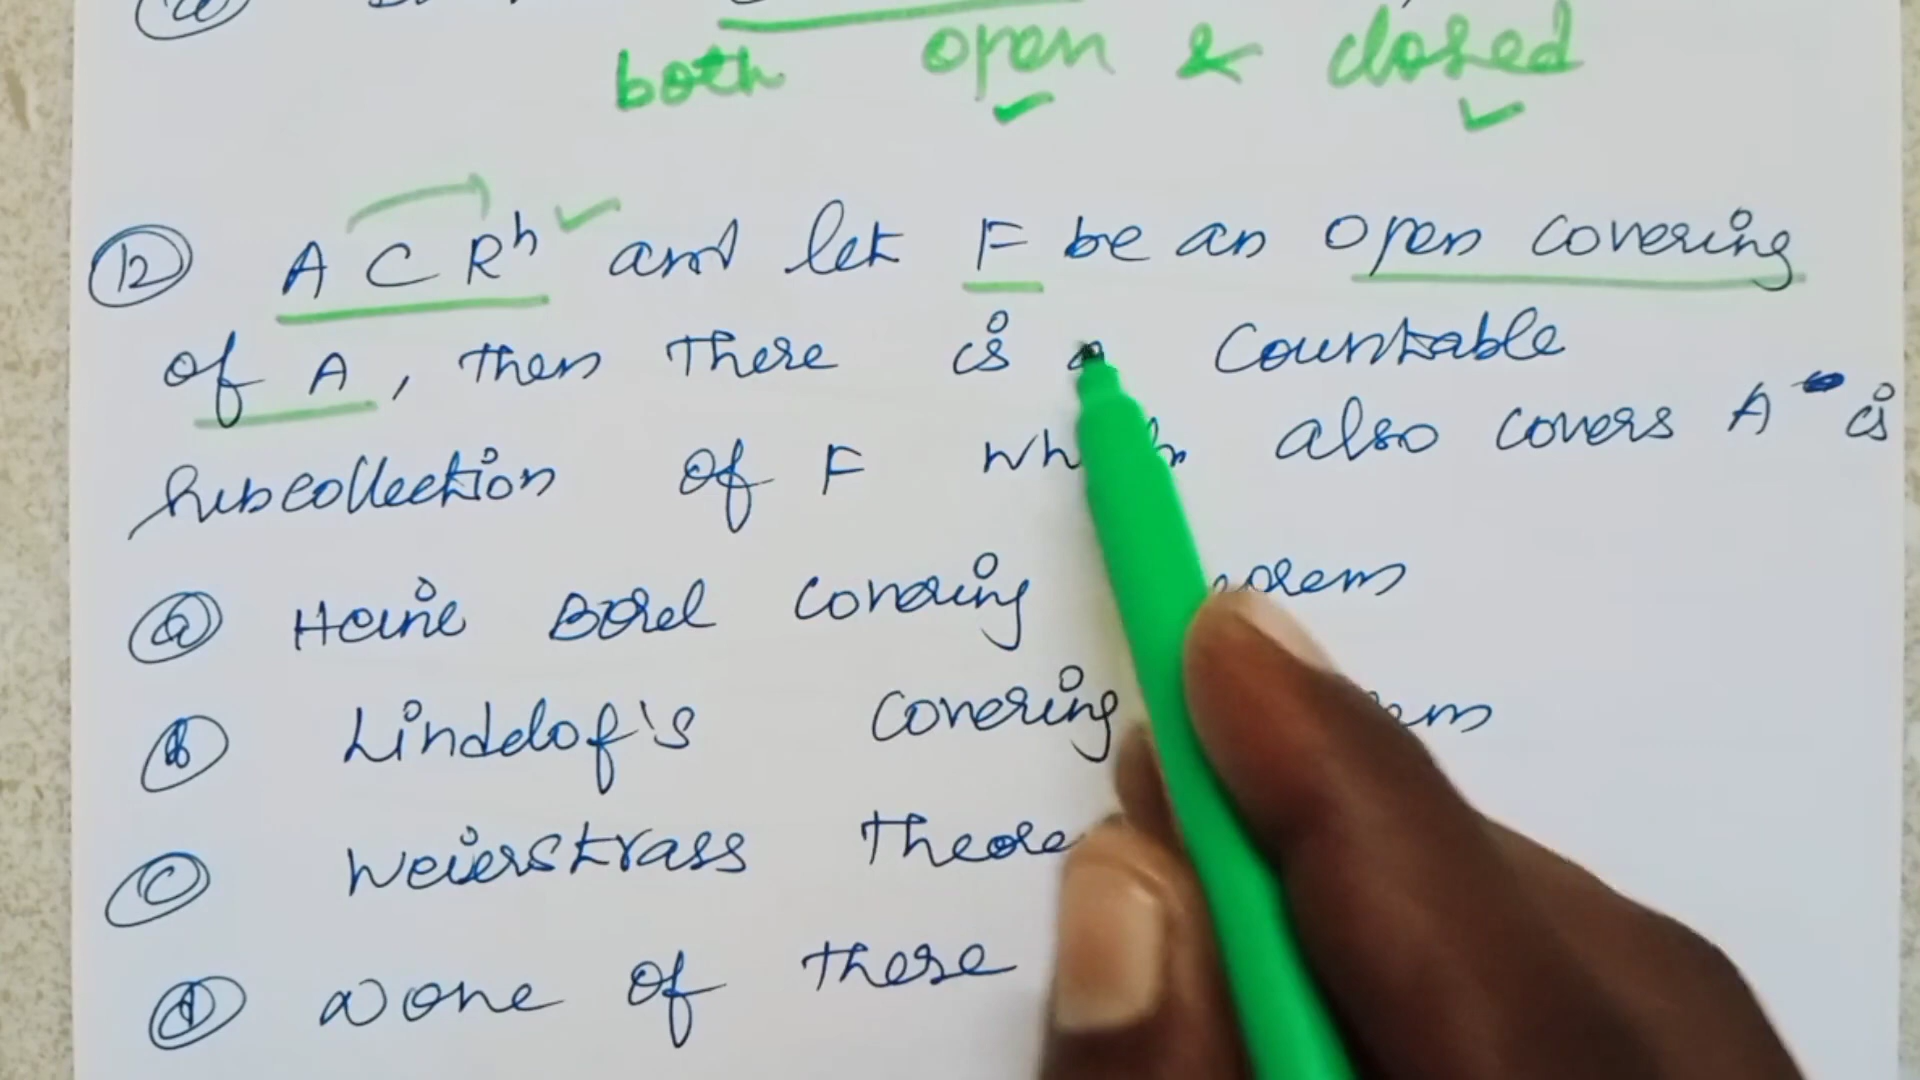 both open & closed
12 A ⊂ Rⁿ and let F be an open covering
of A, then there is a countable
subcollection of F which also covers A is
a Heine Borel covering theorem
b Lindelof's covering
c Weierstrass
d None of these